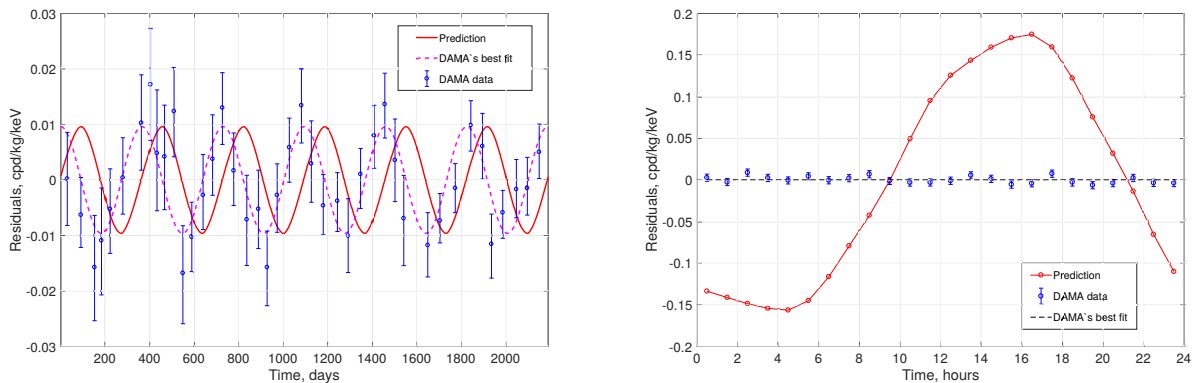 0.03
0.02
0.01
0
-0.01
-0.02
-0.03
Residuals, cpd/kg/keV
Prediction
DAMA`s best fit
DAMA data
200 400 600 800 1000 1200 1400 1600 1800 2000
Time, days
0.2
0.15
0.1
0.05
0
-0.05
-0.1
-0.15
-0.2
Residuals, cpd/kg/keV
Prediction
DAMA data
DAMA`s best fit
0 2 4 6 8 10 12 14 16 18 20 22 24
Time, hours